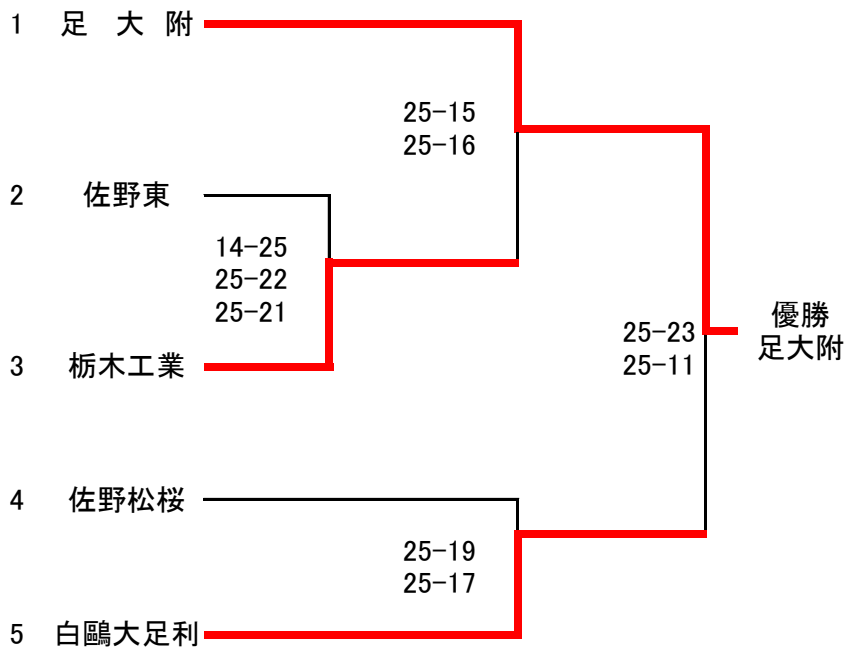 1 足 大 附
25-15
25-16
2 佐野東
14-25
25-22
25-21
3 栃木工業
25-23
25-11
優勝
足大附
4 佐野松桜
25-19
25-17
5 白鷗大足利